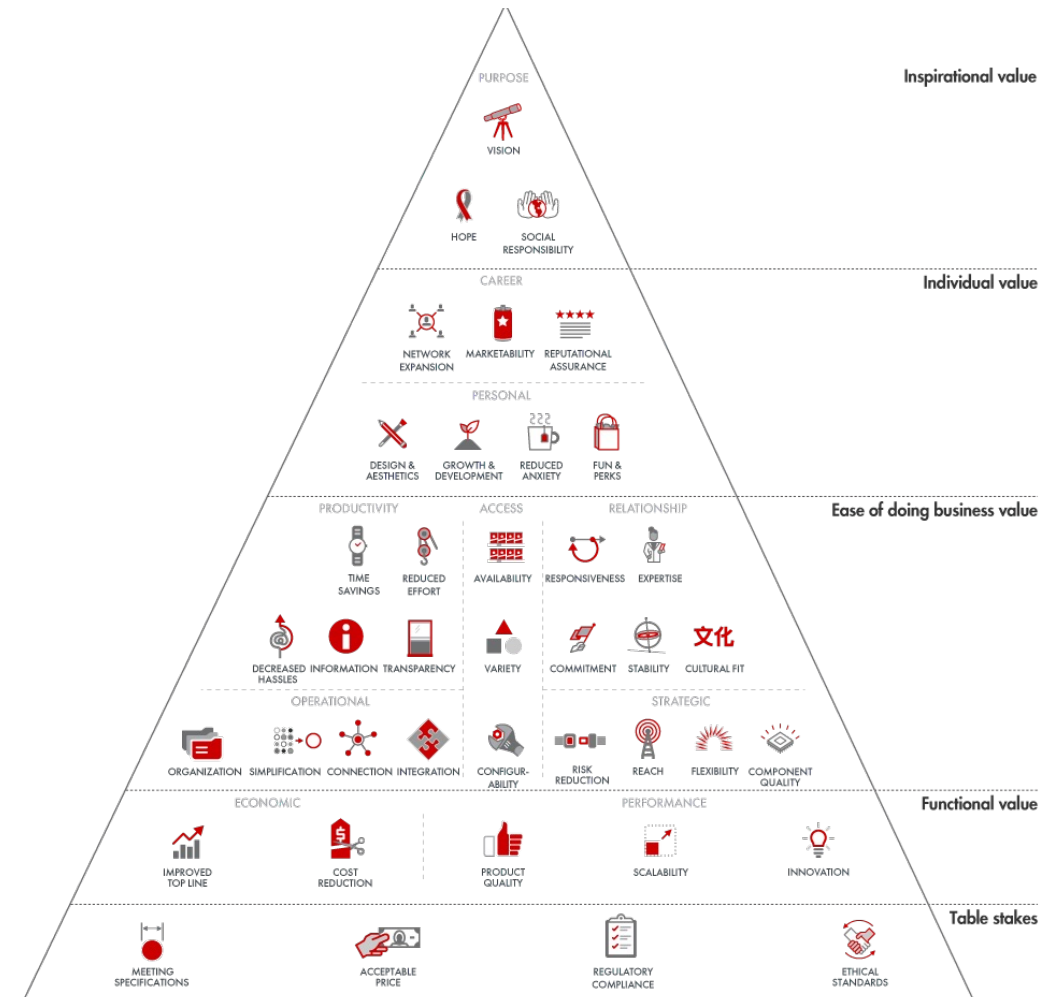 PURPOSE
Inspirational value
VISION
HOPE
SOCIAL
RESPONSIBILITY
Individual value
CAREER
NETWORK
EXPANSION
MARKETABILITY
REPUTATIONAL
ASSURANCE
PERSONAL
DESIGN &
AESTHETICS
GROWTH &
DEVELOPMENT
REDUCED
ANXIETY
FUN &
PERKS
Ease of doing business value
PRODUCTIVITY
ACCESS
RELATIONSHIP
TIME
SAVINGS
REDUCED
EFFORT
AVAILABILITY
RESPONSIVENESS
EXPERTISE
DECREASED
HASSLES
INFORMATION
TRANSPARENCY
VARIETY
COMMITMENT
STABILITY
文化
CULTURAL FIT
OPERATIONAL
STRATEGIC
ORGANIZATION
SIMPLIFICATION
CONNECTION
INTEGRATION
CONFIGUR-
ABILITY
RISK
REDUCTION
REACH
FLEXIBILITY
COMPONENT
QUALITY
Functional value
ECONOMIC
PERFORMANCE
$
IMPROVED
TOP LINE
COST
REDUCTION
PRODUCT
QUALITY
SCALABILITY
INNOVATION
Table stakes
MEETING
SPECIFICATIONS
ACCEPTABLE
PRICE
REGULATORY
COMPLIANCE
ETHICAL
STANDARDS